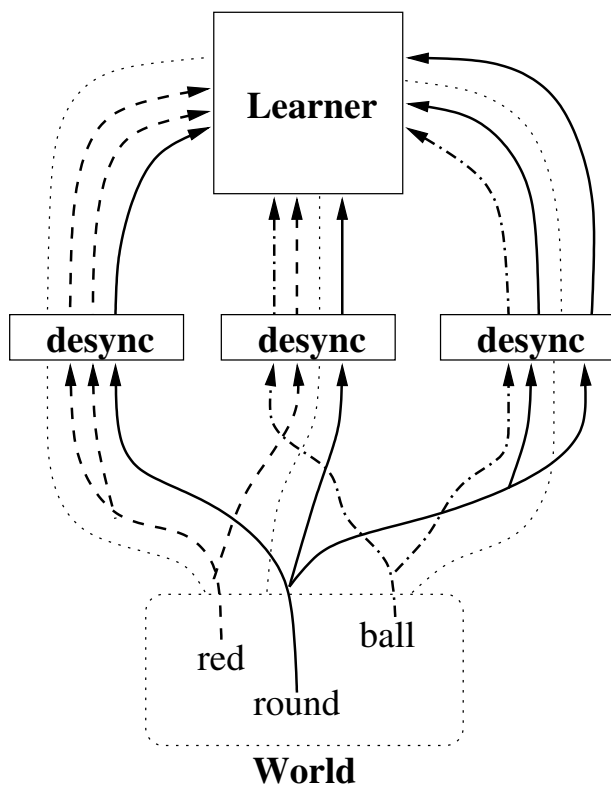 Learner
desync desync desync
red
ball
round
World